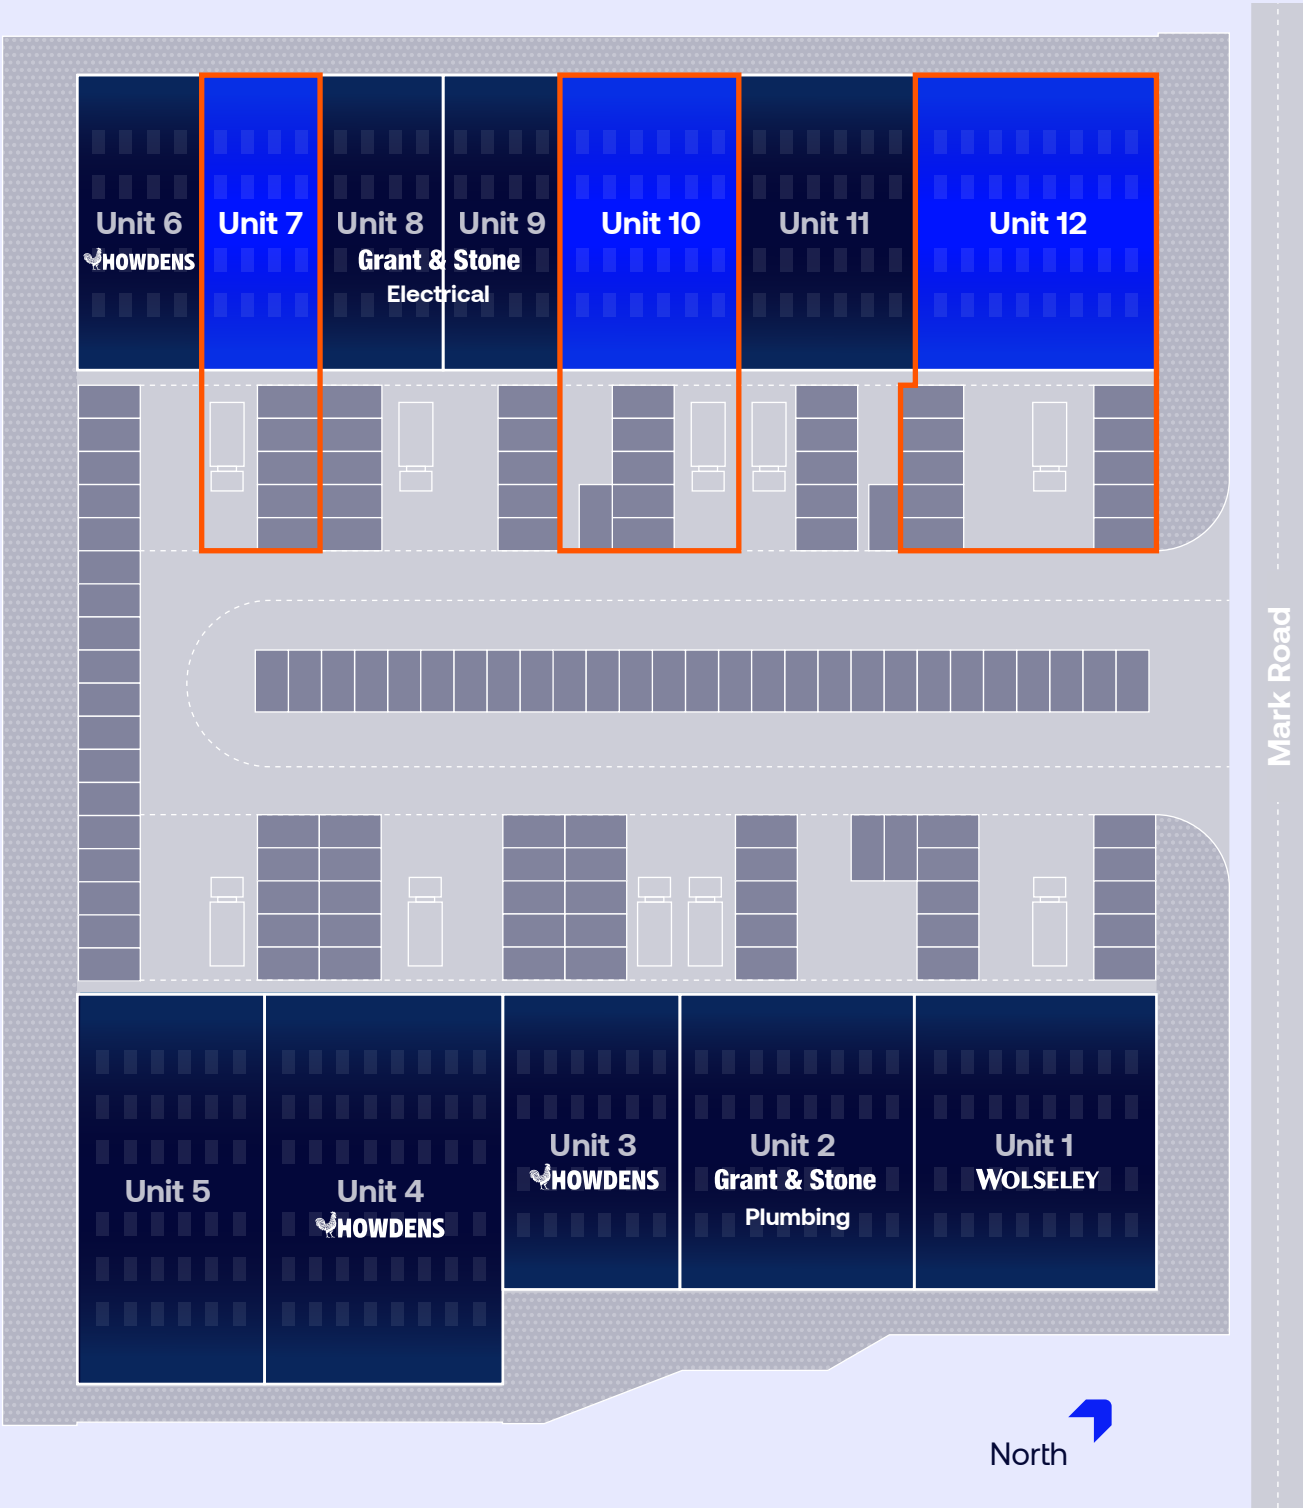 Unit 6
HOWDENS
Unit 7
Unit 8
Unit 9
Grant & Stone
Electrical
Unit 10
Unit 11
Unit 12
Mark Road
Unit 5
Unit 4
HOWDENS
Unit 3
HOWDENS
Unit 2
Grant & Stone
Plumbing
Unit 1
WOLSELEY
North